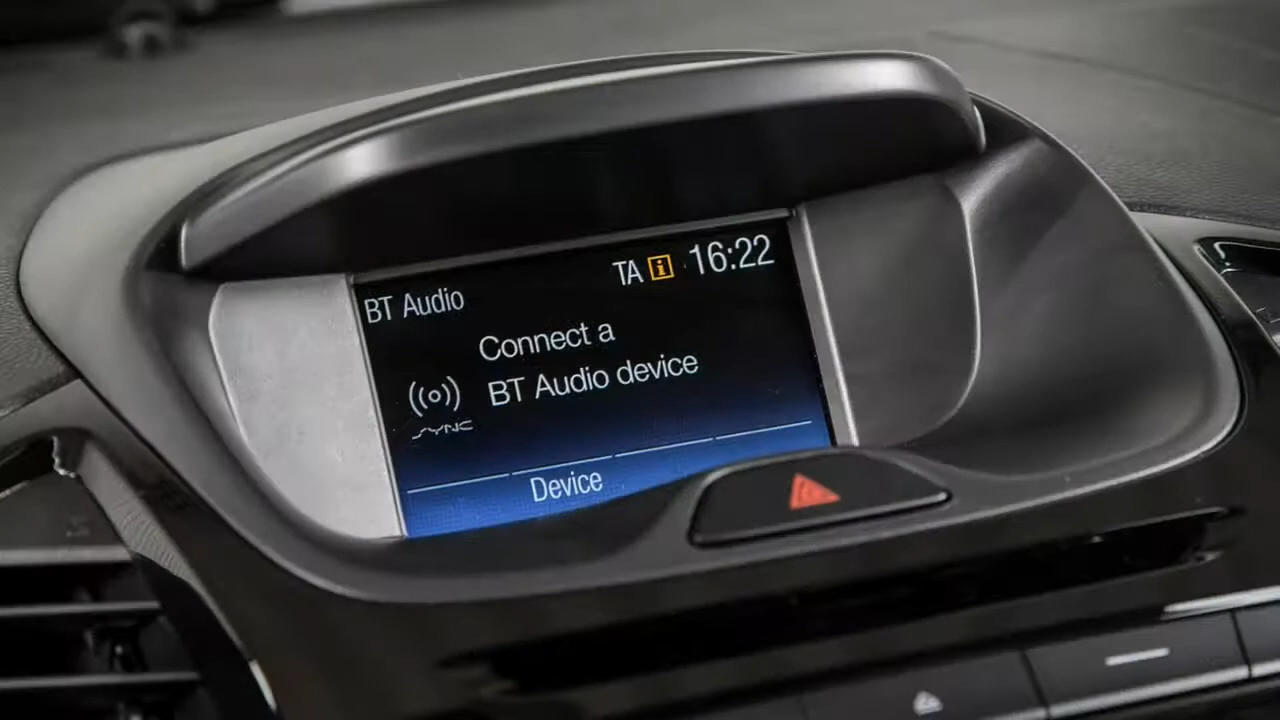 TA i 16:22
BT Audio
Connect a
BT Audio device
SYNC
Device